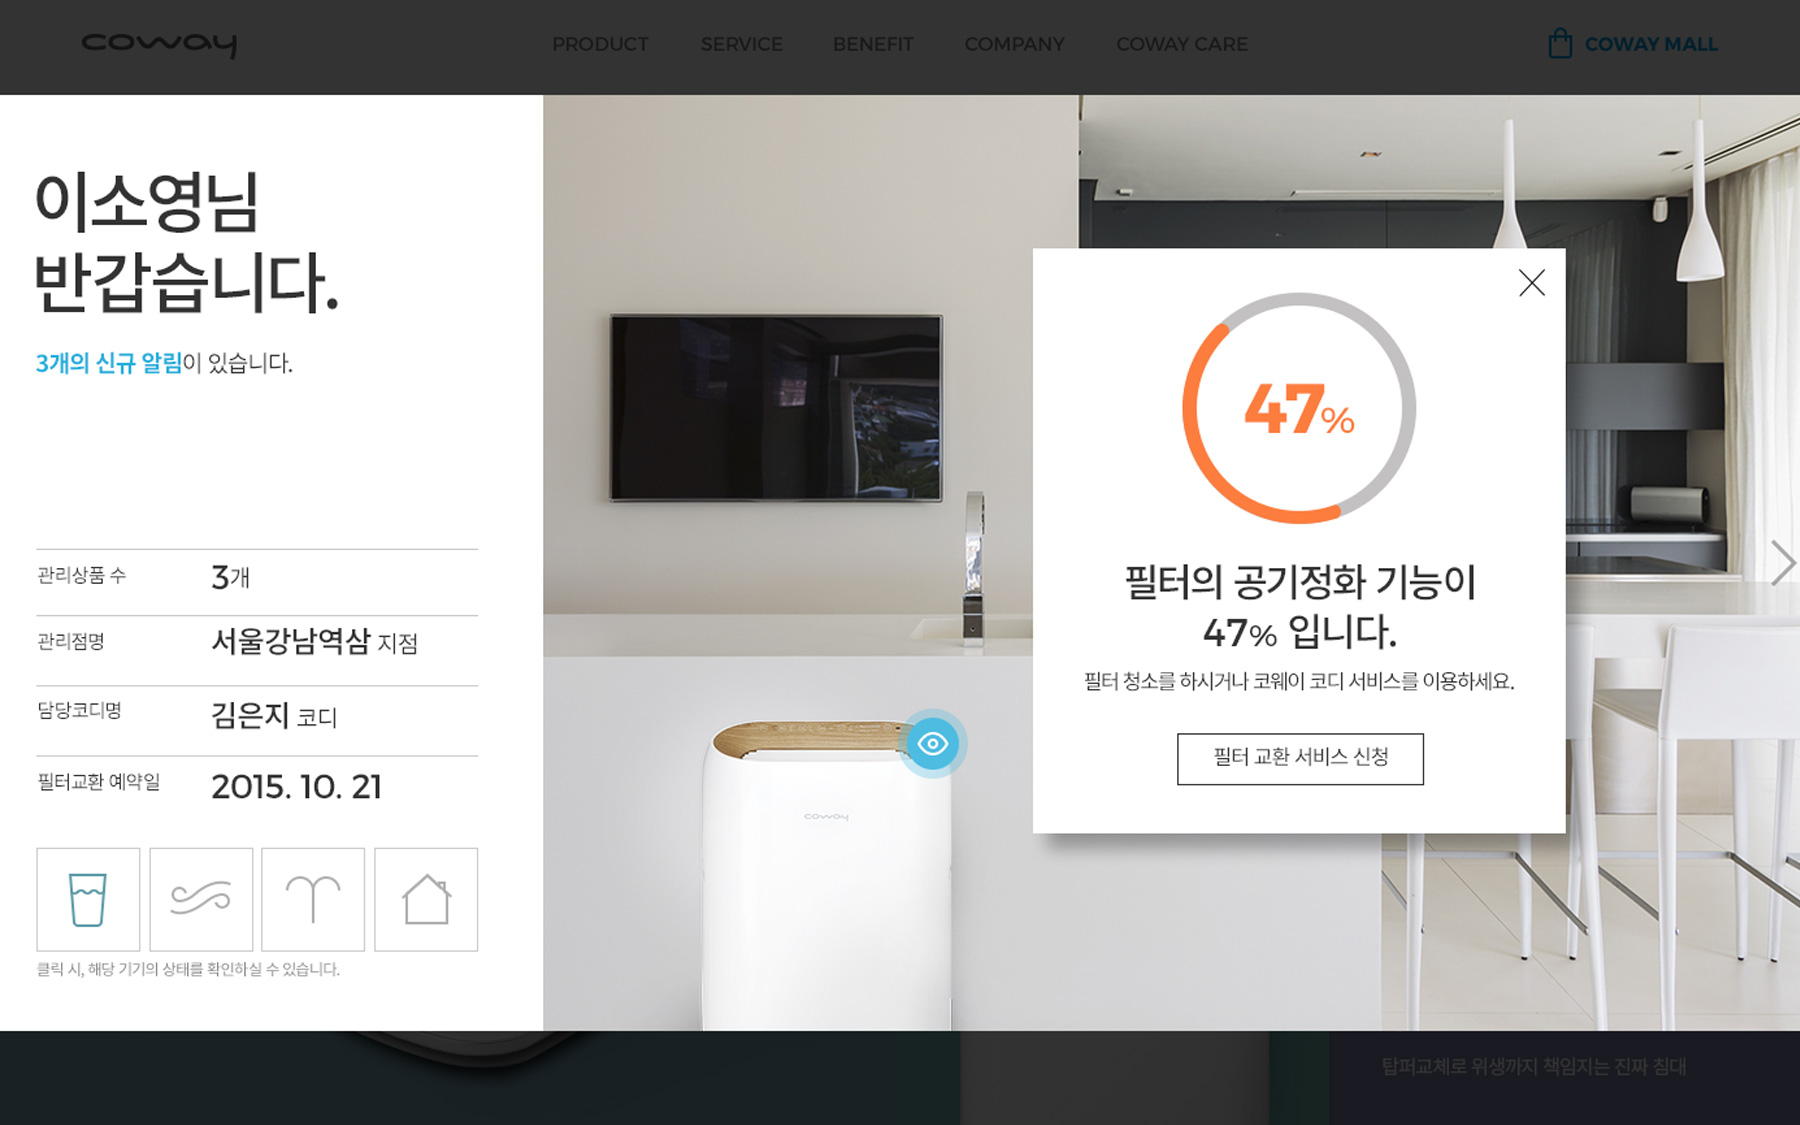 coway
PRODUCT
SERVICE
BENEFIT
COMPANY
COWAY CARE
COWAY MALL
이소영님
반갑습니다.
3개의 신규 알림이 있습니다.
관리상품 수 3개
관리점명 서울강남역삼 지점
담당코디명 김은지 코디
필터교환 예약일 2015. 10. 21
클릭 시, 해당 기기의 상태를 확인하실 수 있습니다.
coway
47%
필터의 공기정화 기능이
47% 입니다.
필터 청소를 하시거나 코웨이 코디 서비스를 이용하세요.
필터 교환 서비스 신청
탑퍼교체로 위생까지 책임지는 진짜 침대